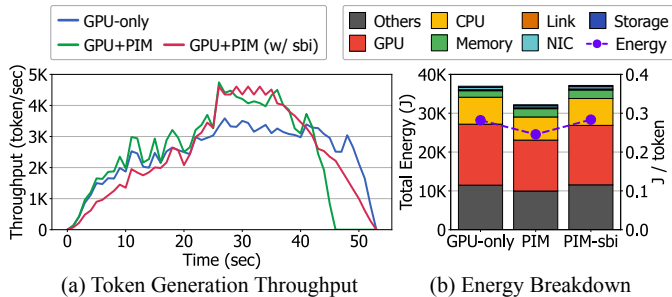 GPU-only
GPU+PIM
GPU+PIM (w/ sbi)
Throughput (token/sec)
5K
4K
3K
2K
1K
0
0 10 20 30 40 50
Time (sec)
(a) Token Generation Throughput
Others CPU Link Storage
GPU Memory NIC Energy
Total Energy (J)
40K
30K
20K
10K
0
0.4
0.3
0.2
0.1
0.0
J / token
GPU-only PIM PIM-sbi
(b) Energy Breakdown